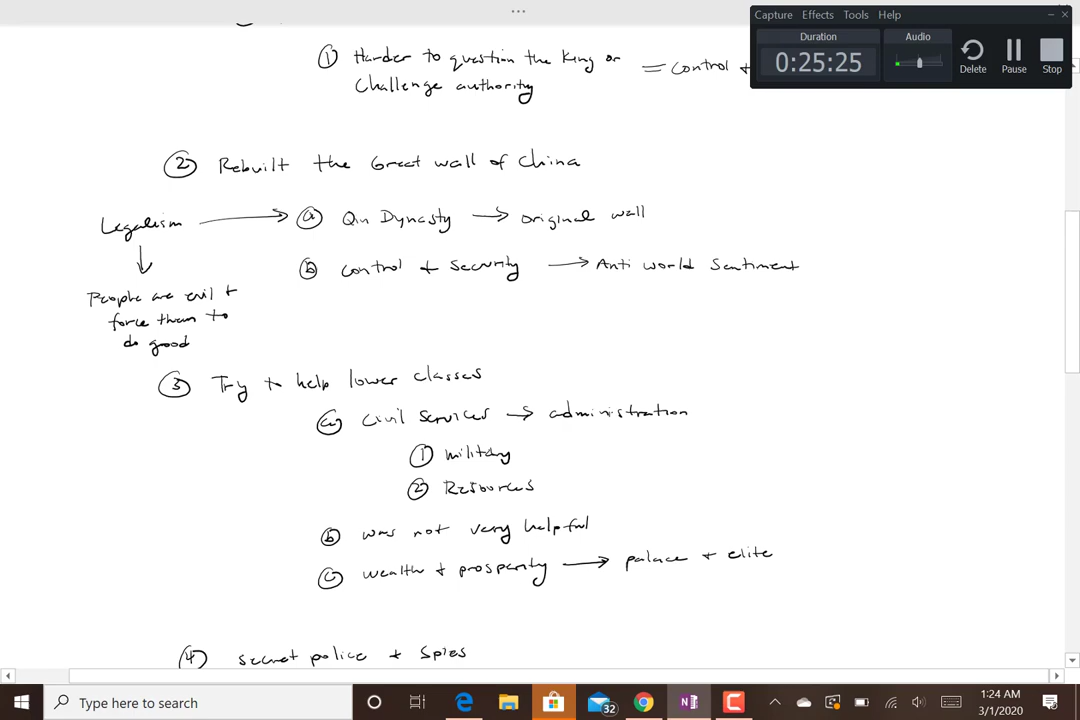 Capture Effects Tools Help
Duration
0:25:25
Audio
Delete Pause Stop
① Harder to question the King or = control +
Challenge authority
② Rebuilt the Great wall of China
Legalism → ⓐ Qin Dynasty → original wall
ⓑ control + Security → Anti world Sentiment
People are evil +
force them to
do good
③ Try to help lower classes
ⓐ Civil Services → administration
① military
② Resources
ⓑ was not very helpful
ⓒ wealth + prosperity → palace + elite
④ secret police + Spies
Type here to search
32
1:24 AM
3/1/2020